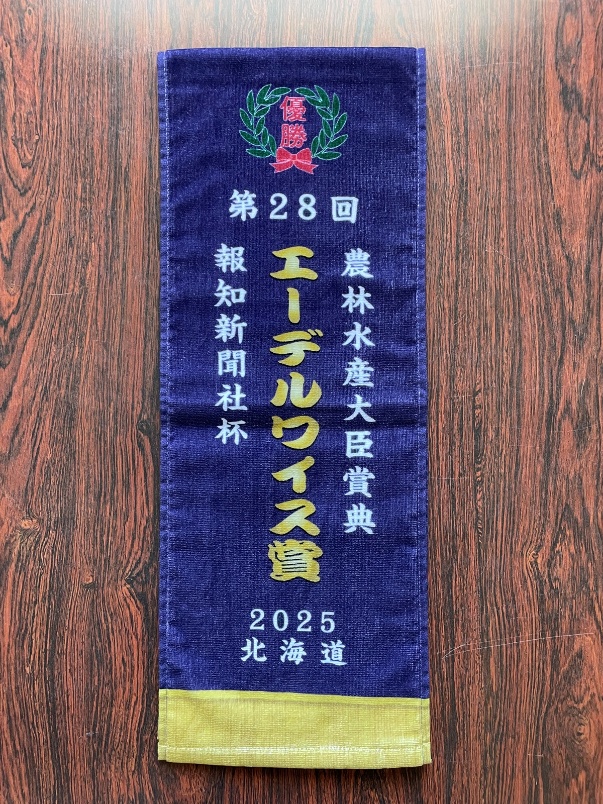 優勝
第28回
農林水産大臣賞典
エーデルワイス賞
報知新聞社杯
2025
北海道